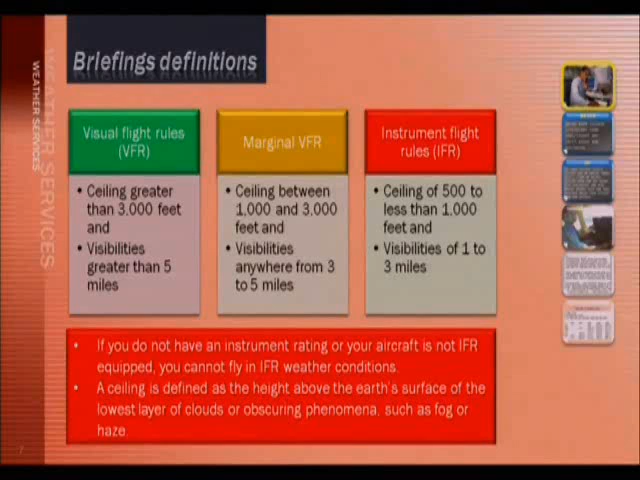 Briefings definitions
WEATHER SERVICES
WEATHER SERVICES
Visual flight rules
(VFR)
• Ceiling greater
than 3,000 feet
and
• Visibilities
greater than 5
miles
Marginal VFR
• Ceiling between
1,000 and 3,000
feet and
• Visibilities
anywhere from 3
to 5 miles
Instrument flight
rules (IFR)
• Ceiling of 500 to
less than 1,000
feet and
• Visibilities of 1 to
3 miles
• If you do not have an instrument rating or your aircraft is not IFR
equipped, you cannot fly in IFR weather conditions.
• A ceiling is defined as the height above the earth's surface of the
lowest layer of clouds or obscuring phenomena, such as fog or
haze.
7